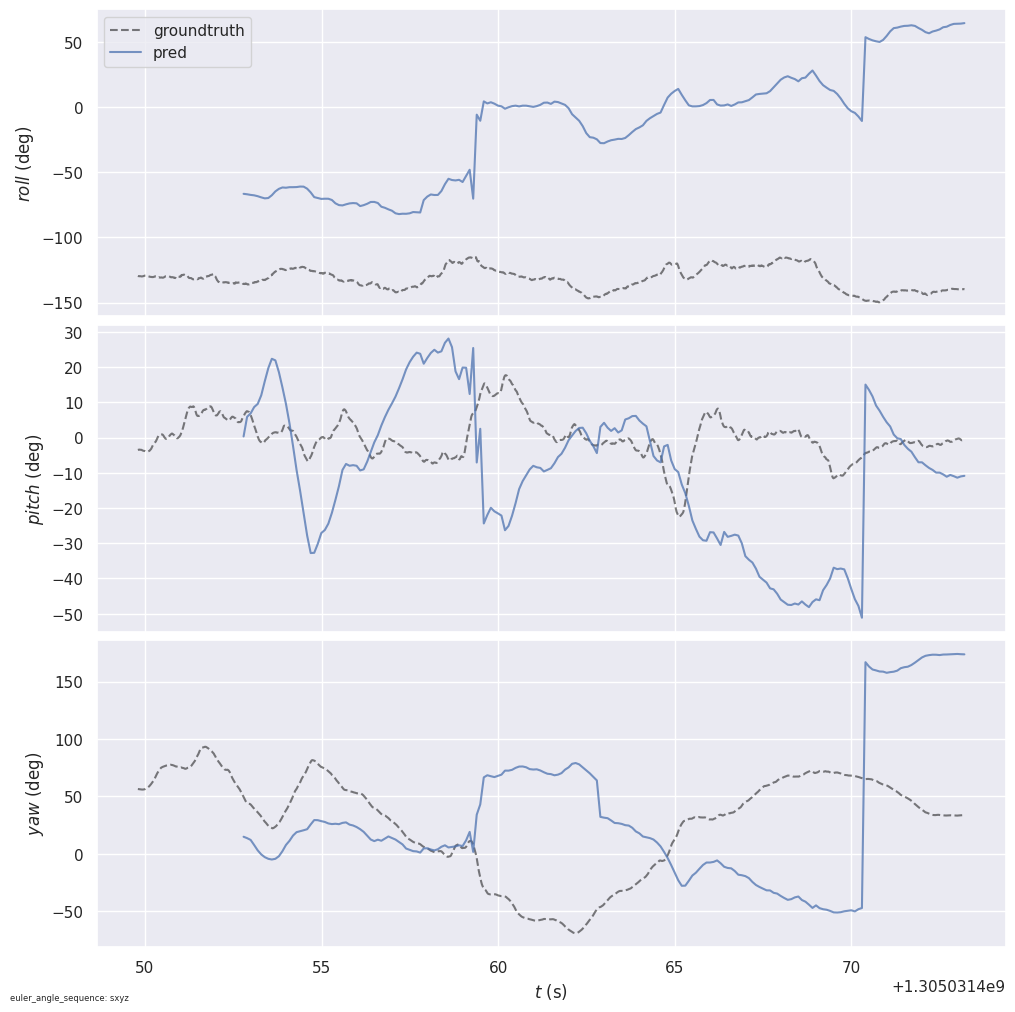 groundtruth
pred
50
0
−50
−100
−150
roll (deg)
30
20
10
0
−10
−20
−30
−40
−50
pitch (deg)
150
100
50
0
−50
yaw (deg)
50 55 60 65 70
+1.3050314e9
t (s)
euler_angle_sequence: sxyz